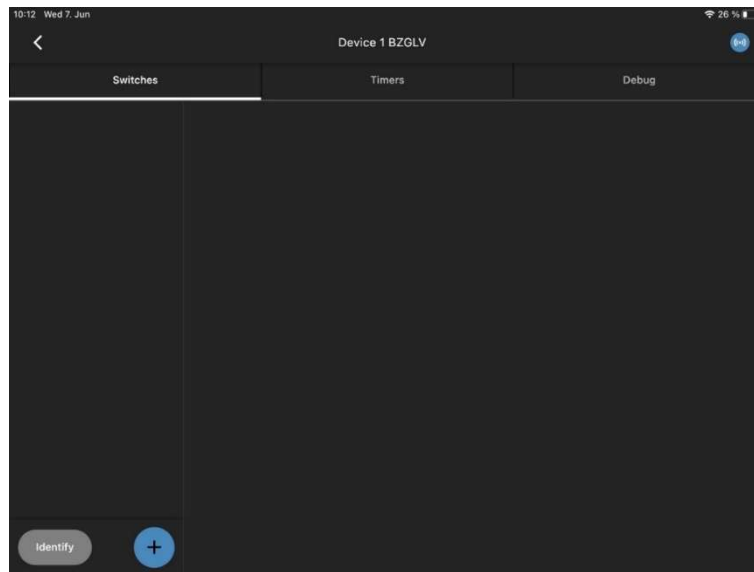 10:12 Wed 7. Jun 26 %
Device 1 BZGLV
Switches Timers Debug
Identify